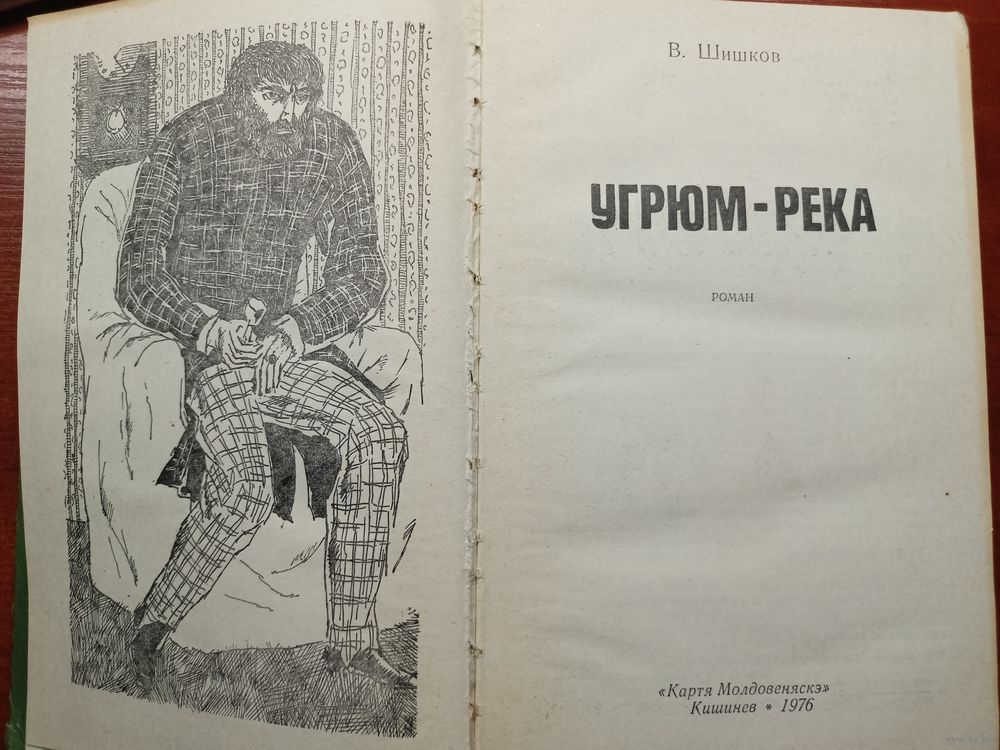 В. Шишков
УГРЮМ-РЕКА
РОМАН
«Картя Молдовеняскэ»
Кишинев * 1976